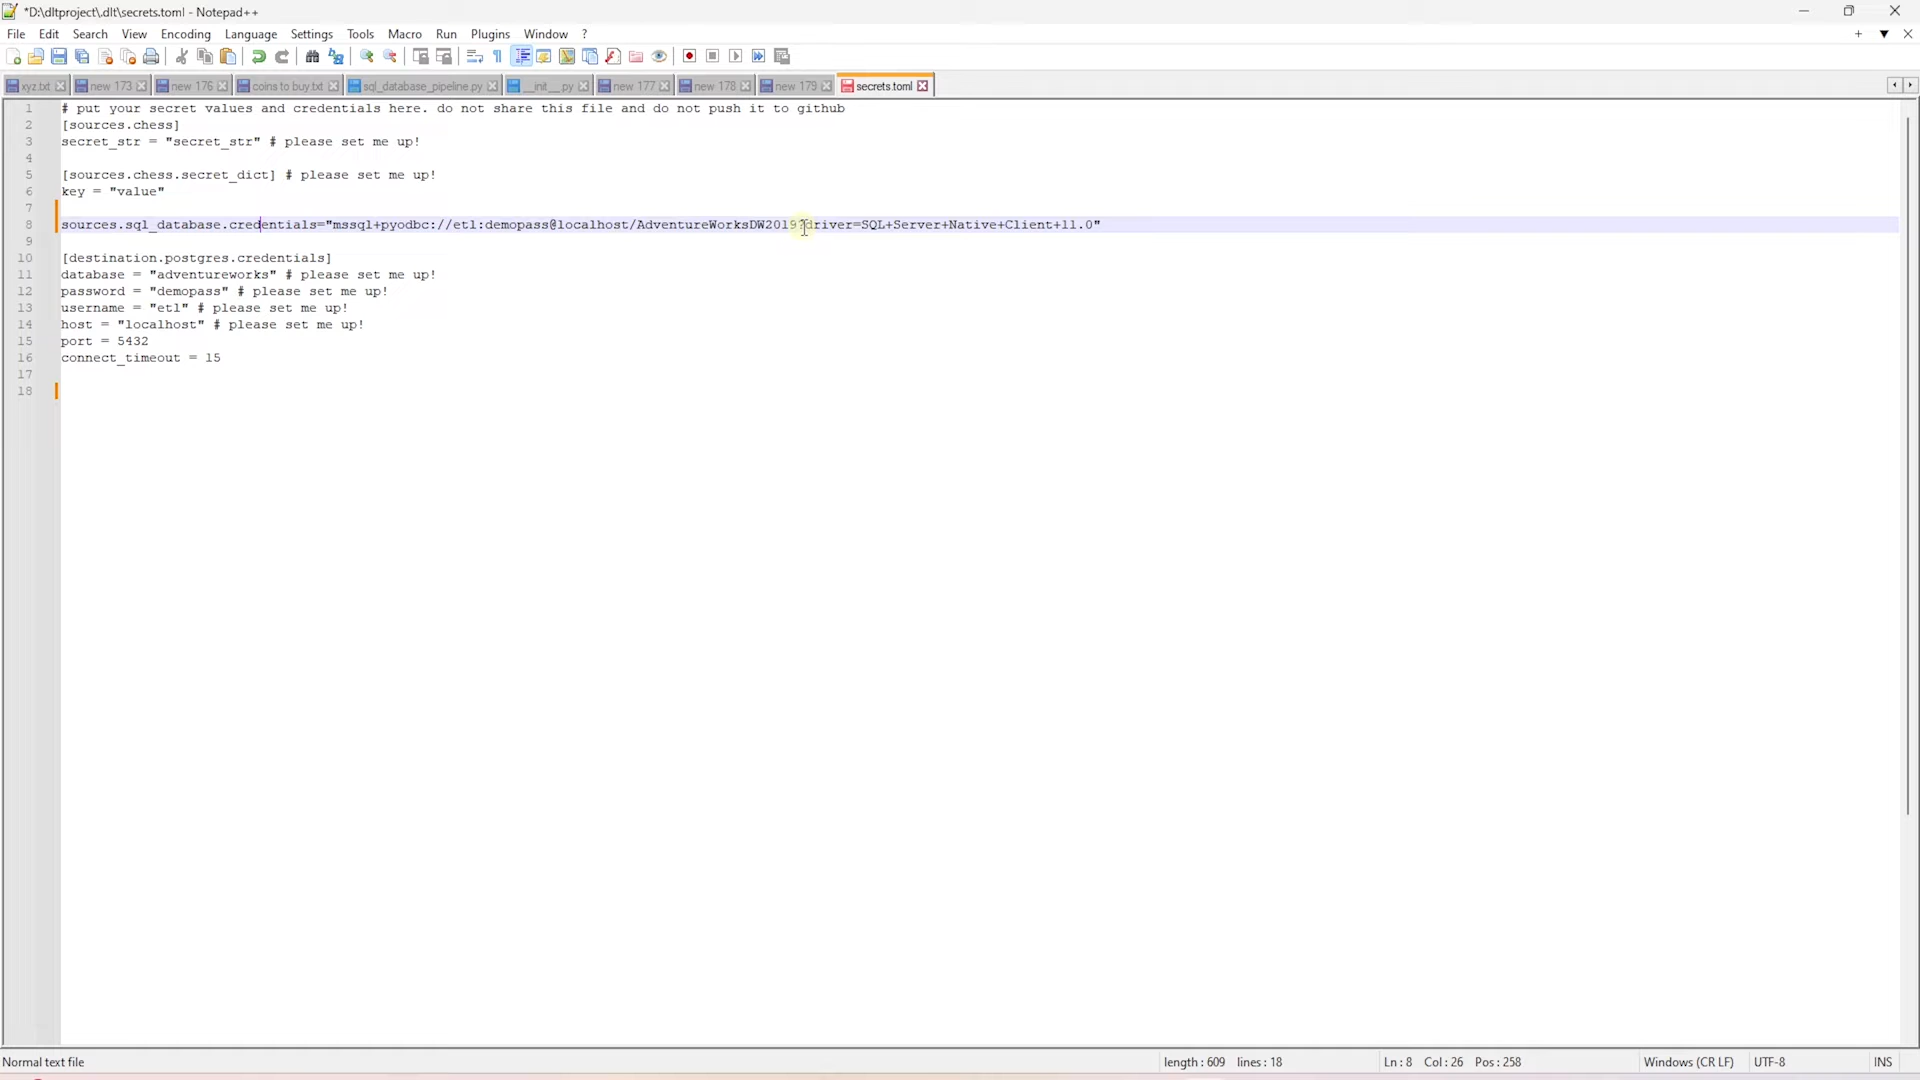 *D:\dltproject\.dlt\secrets.toml - Notepad++
File Edit Search View Encoding Language Settings Tools Macro Run Plugins Window ?
xyz.txt new 173 new 176 coins to buy.txt sql_database_pipeline.py __init__.py new 177 new 178 new 179 secrets.toml
1 # put your secret values and credentials here. do not share this file and do not push it to github
2 [sources.chess]
3 secret_str = "secret_str" # please set me up!
4
5 [sources.chess.secret_dict] # please set me up!
6 key = "value"
7
8 sources.sql_database.credentials="mssql+pyodbc://etl:demopass@localhost/AdventureWorksDW2019?driver=SQL+Server+Native+Client+11.0"
9
10 [destination.postgres.credentials]
11 database = "adventureworks" # please set me up!
12 password = "demopass" # please set me up!
13 username = "etl" # please set me up!
14 host = "localhost" # please set me up!
15 port = 5432
16 connect_timeout = 15
17
18
Normal text file length : 609 lines : 18 Ln : 8 Col : 26 Pos : 258 Windows (CR LF) UTF-8 INS